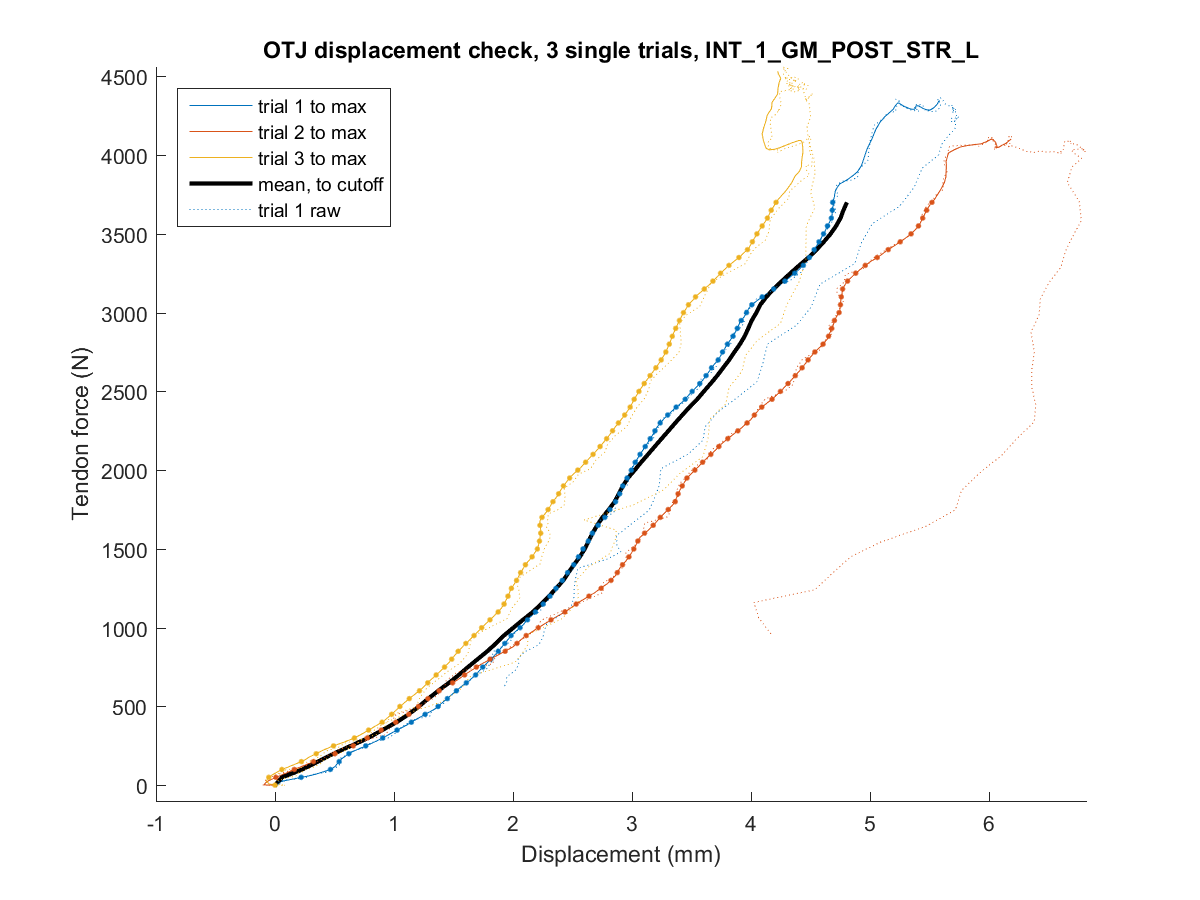 OTJ displacement check, 3 single trials, INT_1_GM_POST_STR_L
4500
4000
3500
3000
2500
2000
1500
1000
500
0
Tendon force (N)
trial 1 to max
trial 2 to max
trial 3 to max
mean, to cutoff
trial 1 raw
-1
0
1
2
3
4
5
6
Displacement (mm)